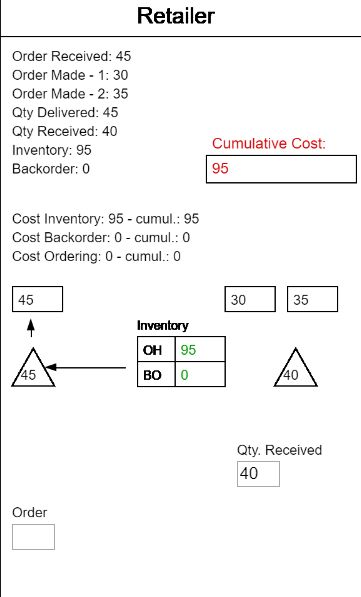 Retailer
Order Received: 45
Order Made - 1: 30
Order Made - 2: 35
Qty Delivered: 45
Qty Received: 40
Inventory: 95
Backorder: 0
Cumulative Cost:
95
Cost Inventory: 95 - cumul.: 95
Cost Backorder: 0 - cumul.: 0
Cost Ordering: 0 - cumul.: 0
45 30 35
Inventory
OH 95
BO 0
45 40
Qty. Received
40
Order